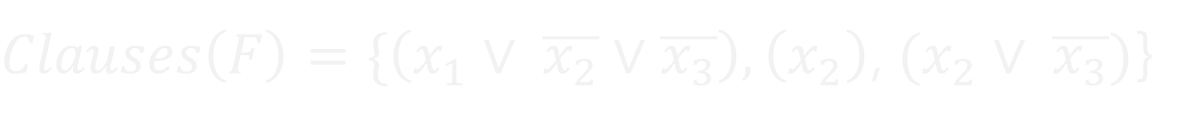 Clauses(F) = {(x₁ ∨ x̅₂ ∨ x̅₃), (x₂), (x₂ ∨ x̅₃)}